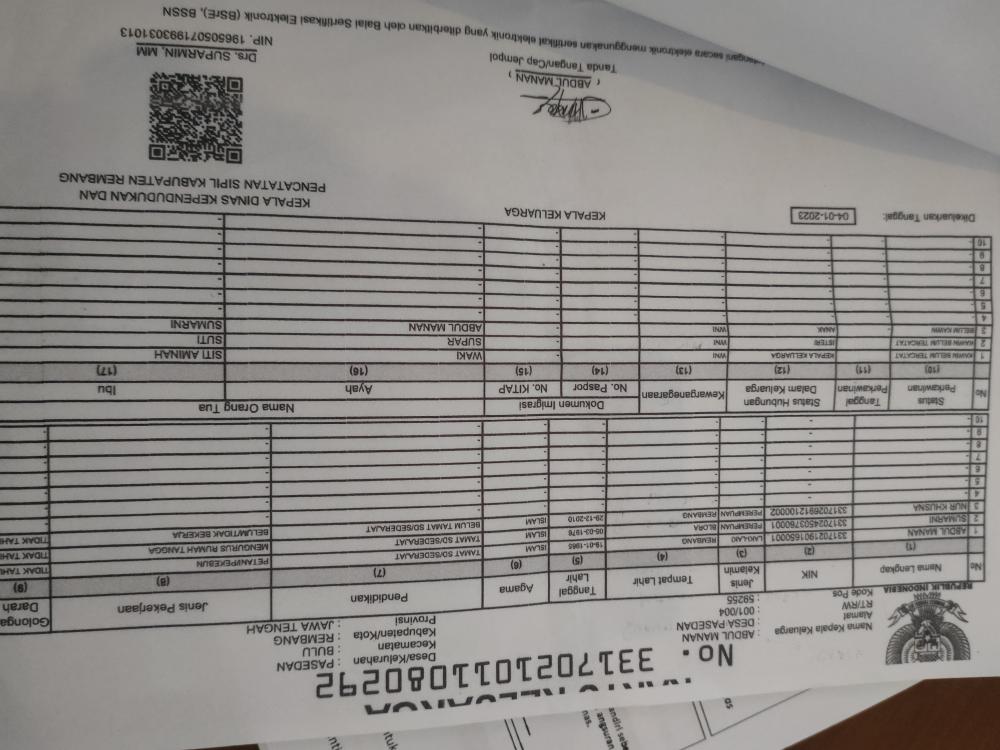 KARTU KELUARGA
No. 3317021011080292
Nama Kepala Keluarga : ABDUL MANAN
Alamat : DESA PASEDAN
RT/RW : 001/004
Kode Pos : 59255
Desa/Kelurahan : PASEDAN
Kecamatan : BULU
Kabupaten/Kota : REMBANG
Provinsi : JAWA TENGAH
REPUBLIK INDONESIA
No Nama Lengkap NIK Jenis Kelamin Tempat Lahir Tanggal Lahir Agama Pendidikan Jenis Pekerjaan Golonga Darah
(1) (2) (3) (4) (5) (6) (7) (8) (9)
1 ABDUL MANAN 3317021901650001 LAKI-LAKI REMBANG 19-01-1965 ISLAM TAMAT SD/SEDERAJAT PETANI/PEKEBUN TIDAK TAH
2 SUMARNI 3317024503760001 PEREMPUAN BLORA 05-03-1976 ISLAM TAMAT SD/SEDERAJAT MENGURUS RUMAH TANGGA TIDAK TAH
3 NUR KHUSNA 3317026912100002 PEREMPUAN REMBANG 29-12-2010 ISLAM BELUM TAMAT SD/SEDERAJAT BELUM/TIDAK BEKERJA TIDAK TAH
4 - - - - - - - -
5 - - - - - - - -
6 - - - - - - - -
7 - - - - - - - -
8 - - - - - - - -
9 - - - - - - - -
10 - - - - - - - -
No Status Perkawinan Tanggal Perkawinan Status Hubungan Dalam Keluarga Kewarganegaraan Dokumen Imigrasi Nama Orang Tua
No. Paspor No. KITAP Ayah Ibu
(10) (11) (12) (13) (14) (15) (16) (17)
1 KAWIN BELUM TERCATAT - KEPALA KELUARGA WNI - - WAKI SITI AMINAH
2 KAWIN BELUM TERCATAT - ISTERI WNI - - SUPAR SUTI
3 BELUM KAWIN - ANAK WNI - - ABDUL MANAN SUMARNI
4 - - - - - - - -
5 - - - - - - - -
6 - - - - - - - -
7 - - - - - - - -
8 - - - - - - - -
9 - - - - - - - -
10 - - - - - - - -
Dikeluarkan Tanggal: 04-01-2023
KEPALA KELUARGA
( ABDUL MANAN )
Tanda Tangan/Cap Jempol
KEPALA DINAS KEPENDUDUKAN DAN
PENCATATAN SIPIL KABUPATEN REMBANG
Drs. SUPARMIN, MM
NIP. 196505071993031013
secara elektronik menggunakan sertifikat elektronik yang diterbitkan oleh Balai Sertifikasi Elektronik (BSrE), BSSN